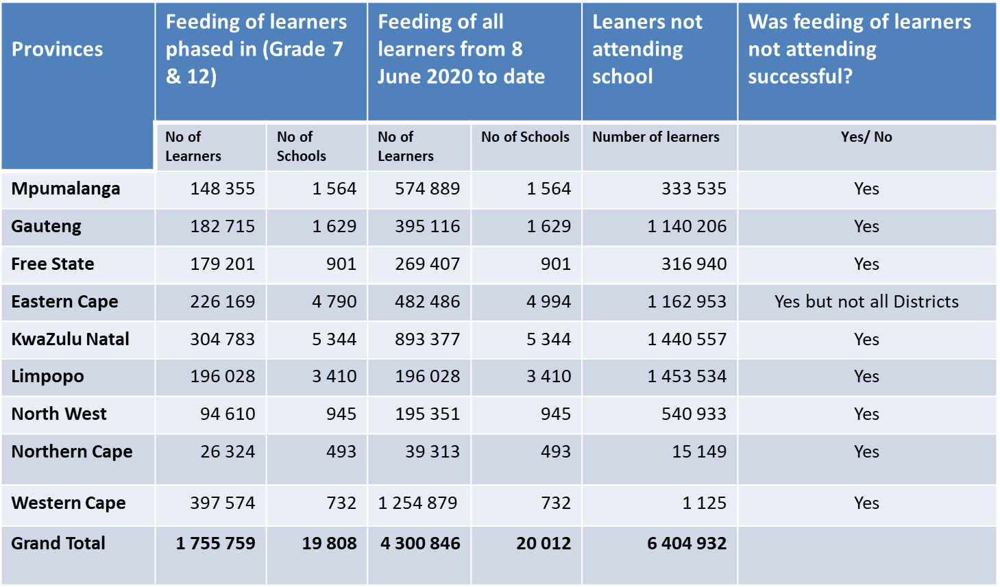 Provinces
Feeding of learners
phased in (Grade 7
& 12)
Feeding of all
learners from 8
June 2020 to date
Leaners not
attending
school
Was feeding of learners
not attending
successful?
No of
Learners
No of
Schools
No of
Learners
No of Schools
Number of learners
Yes/ No
Mpumalanga 148 355 1 564 574 889 1 564 333 535 Yes
Gauteng 182 715 1 629 395 116 1 629 1 140 206 Yes
Free State 179 201 901 269 407 901 316 940 Yes
Eastern Cape 226 169 4 790 482 486 4 994 1 162 953 Yes but not all Districts
KwaZulu Natal 304 783 5 344 893 377 5 344 1 440 557 Yes
Limpopo 196 028 3 410 196 028 3 410 1 453 534 Yes
North West 94 610 945 195 351 945 540 933 Yes
Northern Cape 26 324 493 39 313 493 15 149 Yes
Western Cape 397 574 732 1 254 879 732 1 125 Yes
Grand Total 1 755 759 19 808 4 300 846 20 012 6 404 932